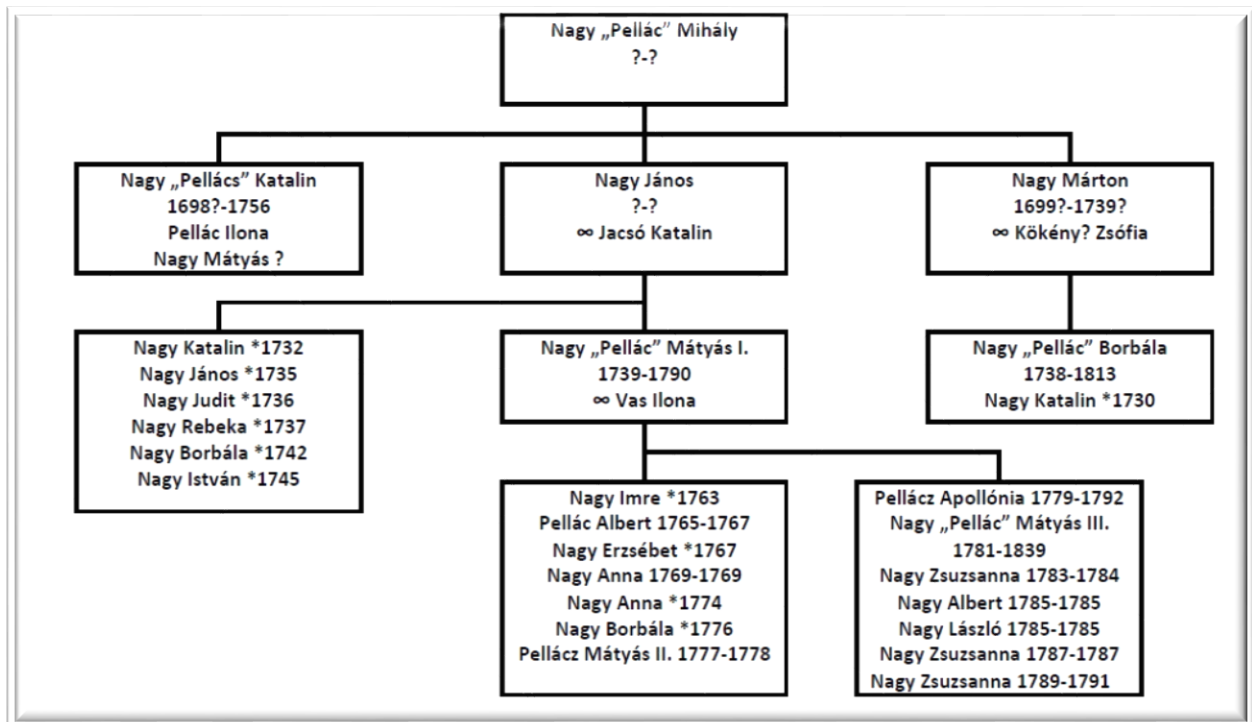 Nagy „Pellác” Mihály
?-?
Nagy „Pellács” Katalin
1698?-1756
Pellác Ilona
Nagy Mátyás ?
Nagy János
?-?
∞ Jacsó Katalin
Nagy Márton
1699?-1739?
∞ Kökény? Zsófia
Nagy Katalin *1732
Nagy János *1735
Nagy Judit *1736
Nagy Rebeka *1737
Nagy Borbála *1742
Nagy István *1745
Nagy „Pellác” Mátyás I.
1739-1790
∞ Vas Ilona
Nagy „Pellác” Borbála
1738-1813
Nagy Katalin *1730
Nagy Imre *1763
Pellác Albert 1765-1767
Nagy Erzsébet *1767
Nagy Anna 1769-1769
Nagy Anna *1774
Nagy Borbála *1776
Pellácz Mátyás II. 1777-1778
Pellácz Apollónia 1779-1792
Nagy „Pellác” Mátyás III.
1781-1839
Nagy Zsuzsanna 1783-1784
Nagy Albert 1785-1785
Nagy László 1785-1785
Nagy Zsuzsanna 1787-1787
Nagy Zsuzsanna 1789-1791